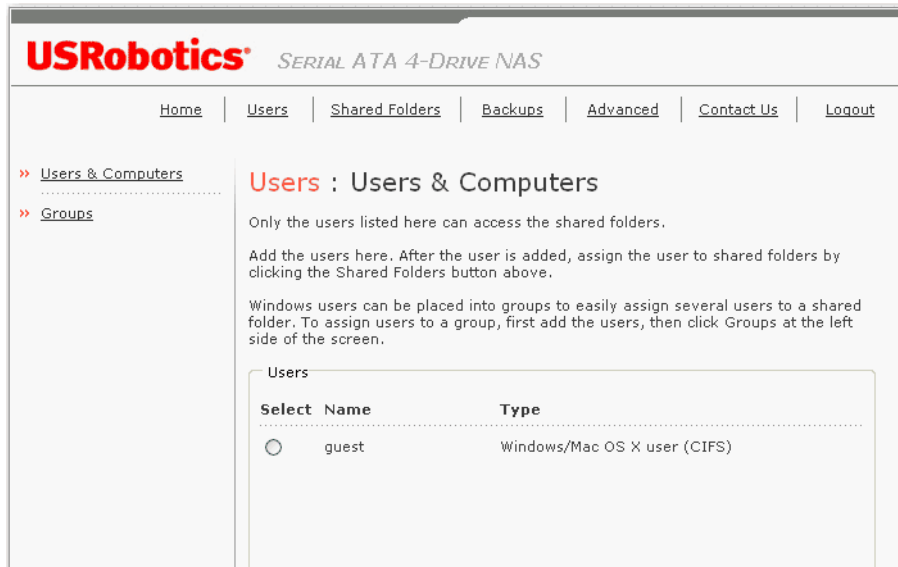 USRobotics® SERIAL ATA 4-DRIVE NAS
Home Users Shared Folders Backups Advanced Contact Us Logout
» Users & Computers
» Groups
Users : Users & Computers
Only the users listed here can access the shared folders.
Add the users here. After the user is added, assign the user to shared folders by
clicking the Shared Folders button above.
Windows users can be placed into groups to easily assign several users to a shared
folder. To assign users to a group, first add the users, then click Groups at the left
side of the screen.
Users
Select Name Type
guest Windows/Mac OS X user (CIFS)